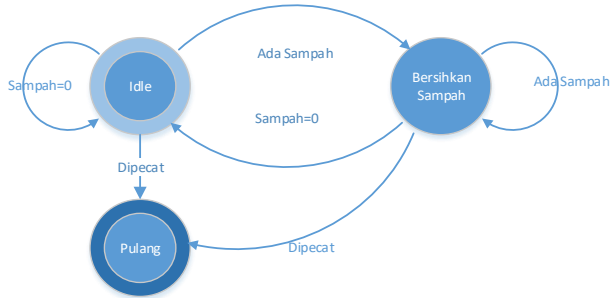 Ada Sampah
Sampah=0
Idle
Bersihkan
Sampah
Ada Sampah
Sampah=0
Dipecat
Pulang
Dipecat